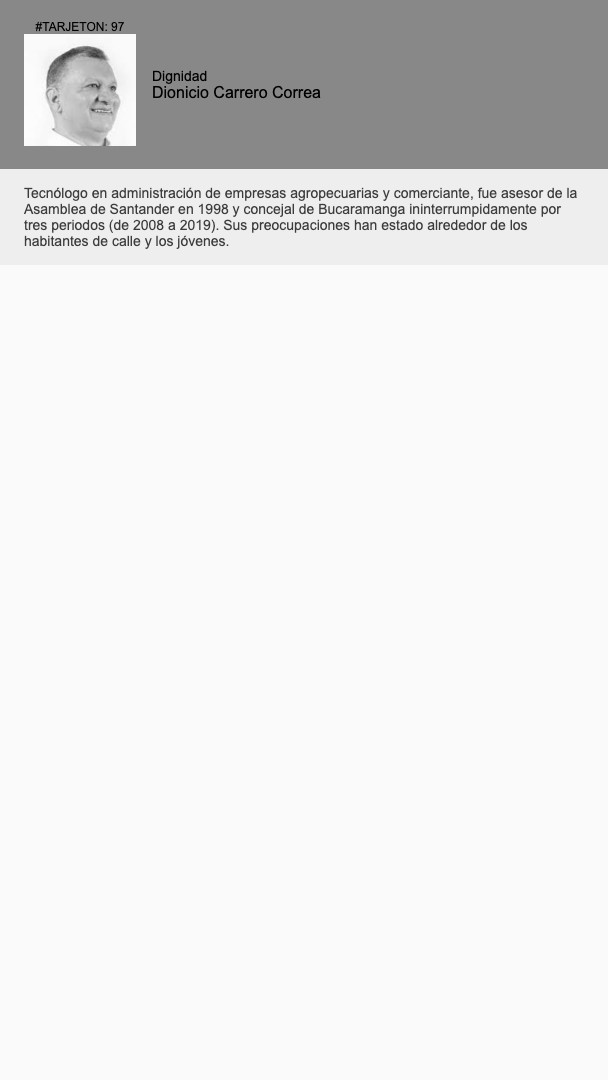 #TARJETON: 97
Dignidad
Dionicio Carrero Correa
Tecnólogo en administración de empresas agropecuarias y comerciante, fue asesor de la
Asamblea de Santander en 1998 y concejal de Bucaramanga ininterrumpidamente por
tres periodos (de 2008 a 2019). Sus preocupaciones han estado alrededor de los
habitantes de calle y los jóvenes.